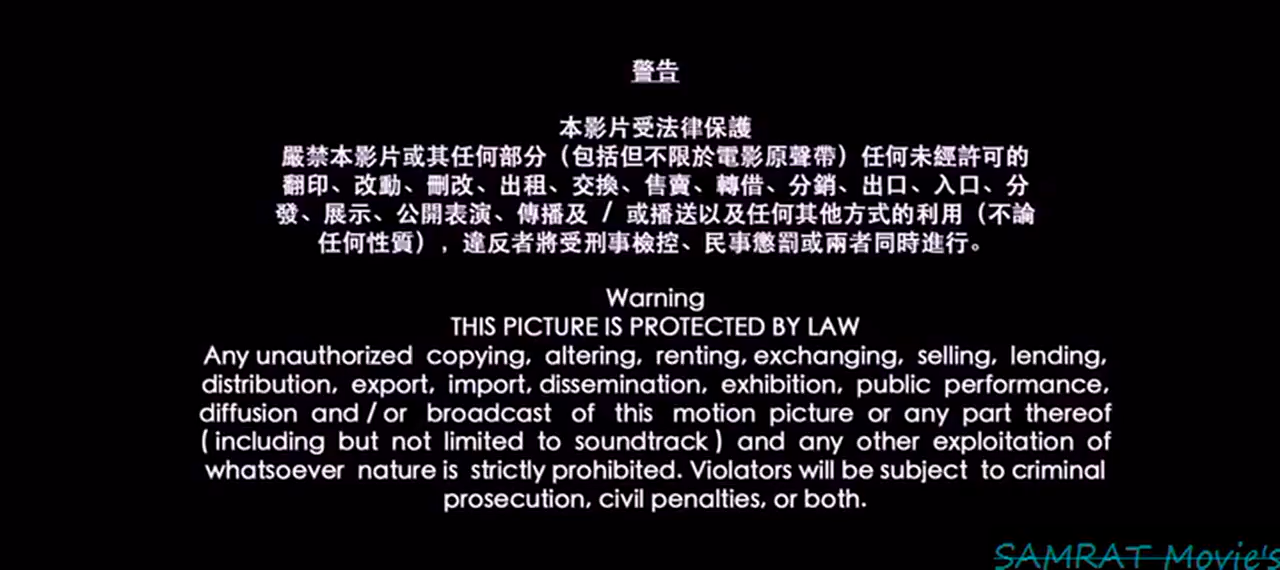 警告
本影片受法律保護
嚴禁本影片或其任何部分（包括但不限於電影原聲帶）任何未經許可的
翻印、改動、刪改、出租、交換、售賣、轉借、分銷、出口、入口、分
發、展示、公開表演、傳播及 / 或播送以及任何其他方式的利用（不論
任何性質），違反者將受刑事檢控、民事懲罰或兩者同時進行。
Warning
THIS PICTURE IS PROTECTED BY LAW
Any unauthorized copying, altering, renting, exchanging, selling, lending,
distribution, export, import, dissemination, exhibition, public performance,
diffusion and / or broadcast of this motion picture or any part thereof
( including but not limited to soundtrack ) and any other exploitation of
whatsoever nature is strictly prohibited. Violators will be subject to criminal
prosecution, civil penalties, or both.
SAMRAT Movie's